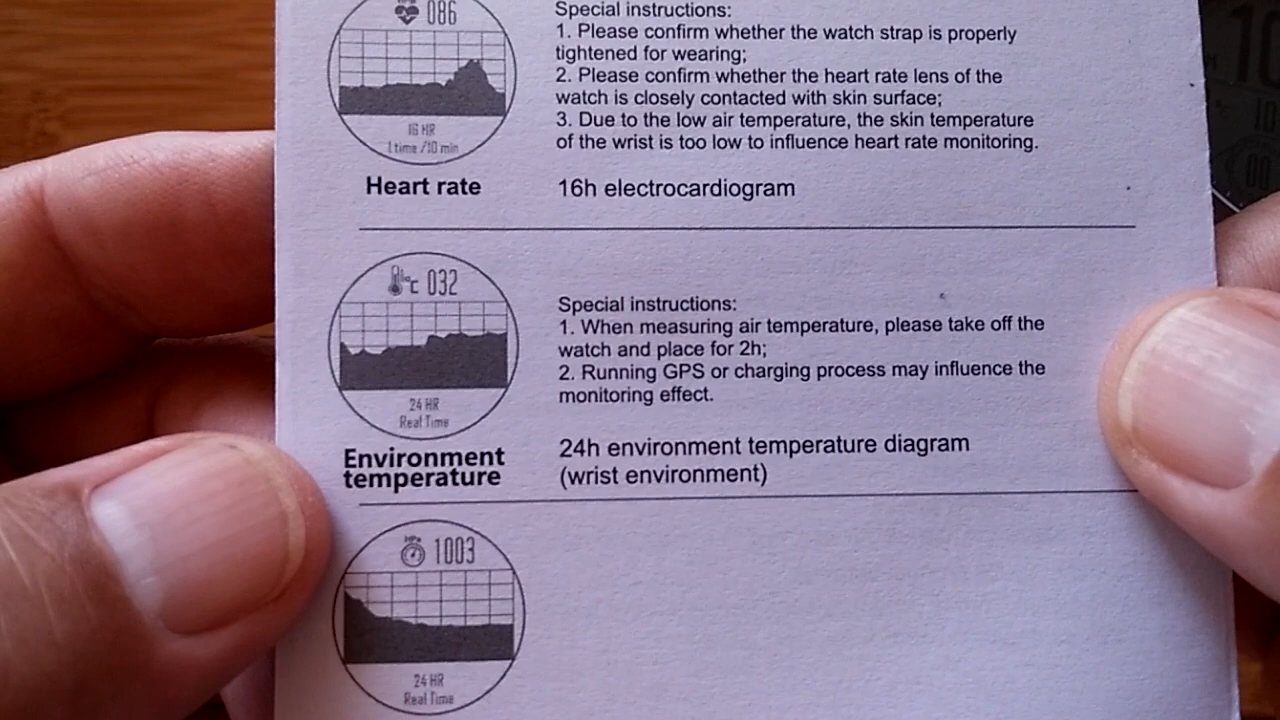 086
16 HR
1 time /10 min
Heart rate
Special instructions:
1. Please confirm whether the watch strap is properly
tightened for wearing;
2. Please confirm whether the heart rate lens of the
watch is closely contacted with skin surface;
3. Due to the low air temperature, the skin temperature
of the wrist is too low to influence heart rate monitoring.
16h electrocardiogram
°C 032
24 HR
Real Time
Environment
temperature
Special instructions:
1. When measuring air temperature, please take off the
watch and place for 2h;
2. Running GPS or charging process may influence the
monitoring effect.
24h environment temperature diagram
(wrist environment)
HPa
1003
24 HR
Real Time